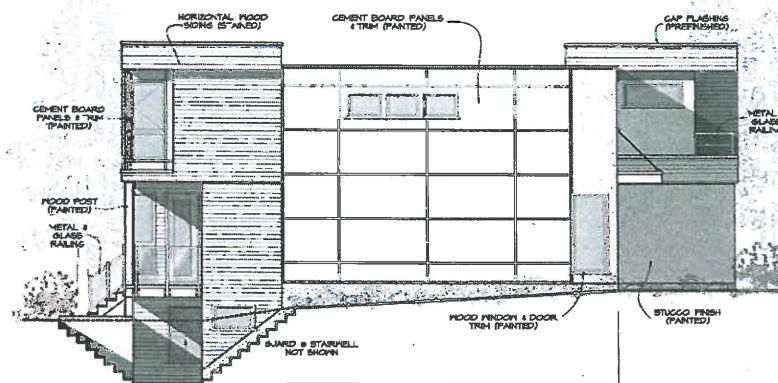 HORIZONTAL WOOD
SIDING (STAINED)
CEMENT BOARD PANELS
& TRIM (PAINTED)
CAP FLASHING
(PREFINISHED)
CEMENT BOARD
PANELS & TRIM
(PAINTED)
METAL &
GLASS
RAILING
WOOD POST
(PAINTED)
METAL &
GLASS
RAILING
WOOD WINDOW & DOOR
TRIM (PAINTED)
STUCCO FINISH
(PAINTED)
GUARD @ STAIRWELL
NOT SHOWN